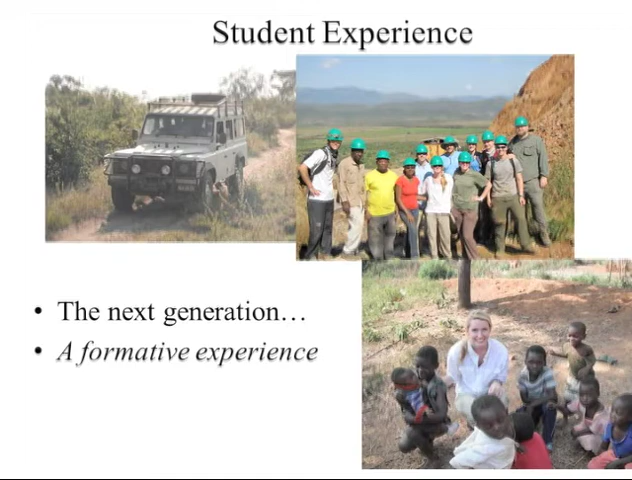 Student Experience
• The next generation…
• A formative experience